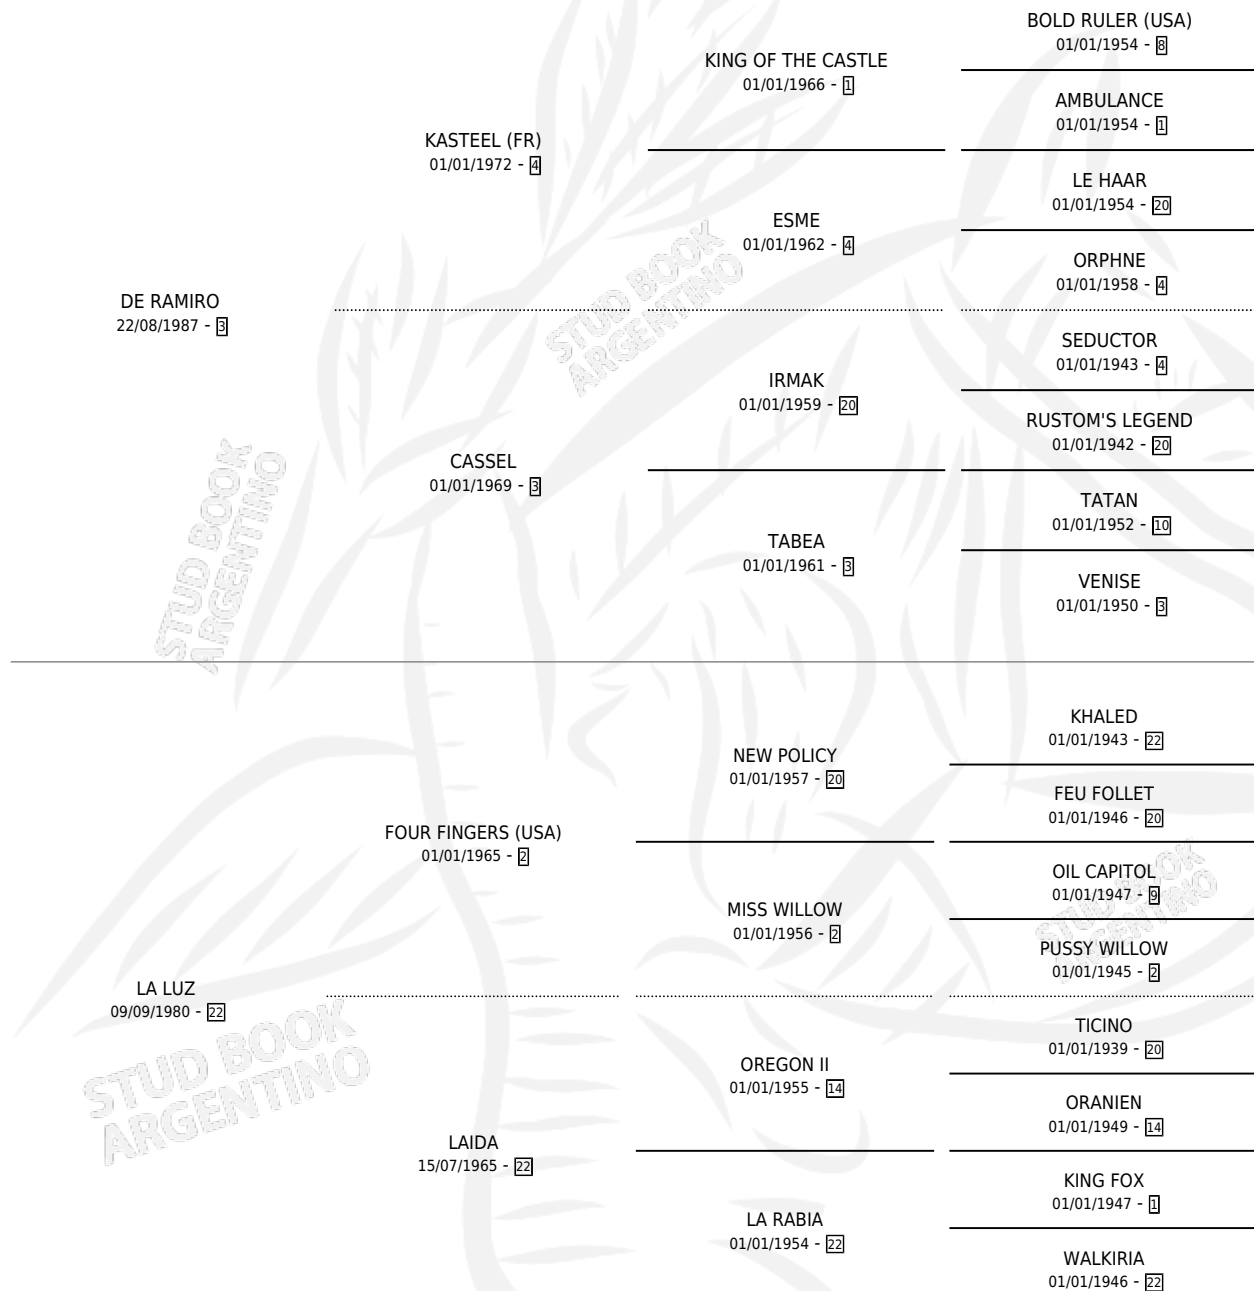 BOLD RULER (USA)
01/01/1954 - 8
KING OF THE CASTLE
01/01/1966 - 1
AMBULANCE
01/01/1954 - 1
KASTEEL (FR)
01/01/1972 - 4
LE HAAR
01/01/1954 - 20
ESME
01/01/1962 - 4
ORPHNE
01/01/1958 - 4
DE RAMIRO
22/08/1987 - 3
SEDUCTOR
01/01/1943 - 4
IRMAK
01/01/1959 - 20
RUSTOM'S LEGEND
01/01/1942 - 20
CASSEL
01/01/1969 - 3
TATAN
01/01/1952 - 10
TABEA
01/01/1961 - 3
VENISE
01/01/1950 - 3
KHALED
01/01/1943 - 22
NEW POLICY
01/01/1957 - 20
FEU FOLLET
01/01/1946 - 20
FOUR FINGERS (USA)
01/01/1965 - 2
OIL CAPITOL
01/01/1947 - 9
MISS WILLOW
01/01/1956 - 2
PUSSY WILLOW
01/01/1945 - 2
LA LUZ
09/09/1980 - 22
TICINO
01/01/1939 - 20
OREGON II
01/01/1955 - 14
ORANIEN
01/01/1949 - 14
LAIDA
15/07/1965 - 22
KING FOX
01/01/1947 - 1
LA RABIA
01/01/1954 - 22
WALKIRIA
01/01/1946 - 22
STUD BOOK
ARGENTINO
STUD BOOK
ARGENTINO
STUD BOOK
ARGENTINO
STUD BOOK
ARGENTINO